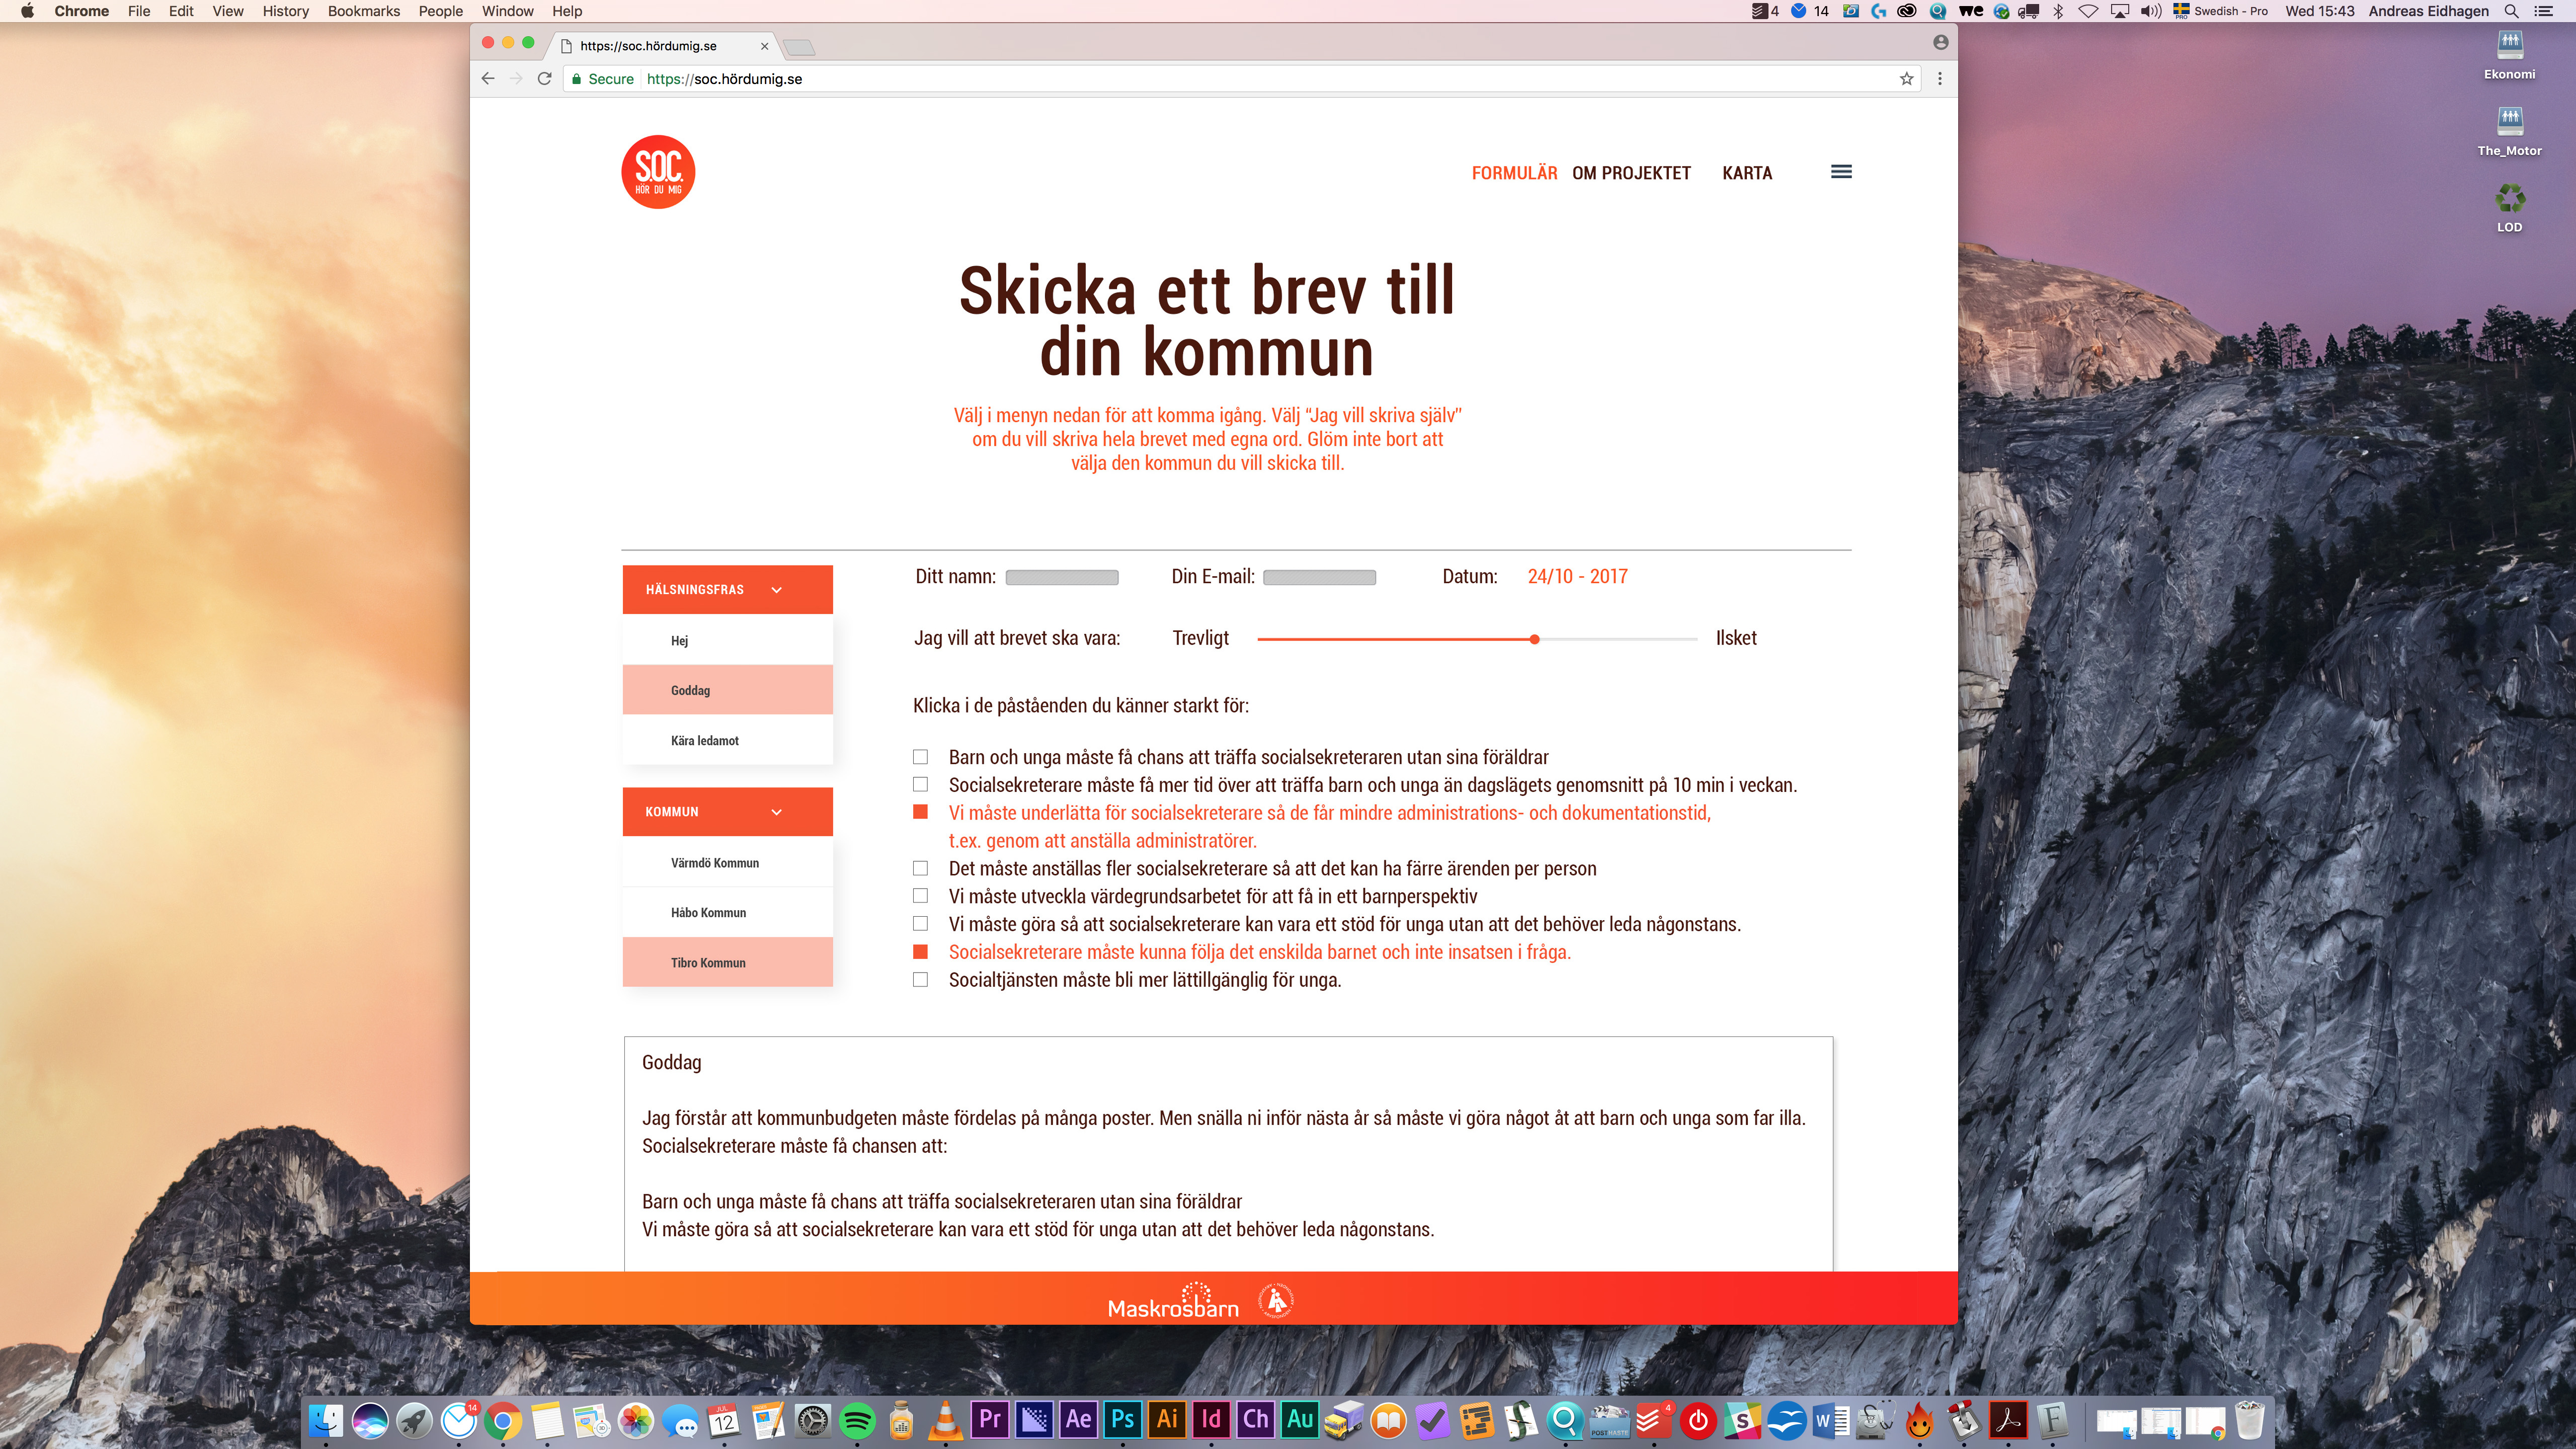 Chrome File Edit View History Bookmarks People Window Help 4 14 Swedish - Pro Wed 15:43 Andreas Eidhagen
PRO
https://soc.hördumig.se
Secure https://soc.hördumig.se
Ekonomi
The_Motor
LOD
S.O.C.
HÖR DU MIG
FORMULÄR OM PROJEKTET KARTA
Skicka ett brev till
din kommun
Välj i menyn nedan för att komma igång. Välj “Jag vill skriva själv”
om du vill skriva hela brevet med egna ord. Glöm inte bort att
välja den kommun du vill skicka till.
HÄLSNINGSFRAS
Hej
Goddag
Kära ledamot
KOMMUN
Värmdö Kommun
Håbo Kommun
Tibro Kommun
Ditt namn: Din E-mail: Datum: 24/10 - 2017
Jag vill att brevet ska vara: Trevligt Ilsket
Klicka i de påståenden du känner starkt för:
Barn och unga måste få chans att träffa socialsekreteraren utan sina föräldrar
Socialsekreterare måste få mer tid över att träffa barn och unga än dagslägets genomsnitt på 10 min i veckan.
Vi måste underlätta för socialsekreterare så de får mindre administrations- och dokumentationstid,
t.ex. genom att anställa administratörer.
Det måste anställas fler socialsekreterare så att det kan ha färre ärenden per person
Vi måste utveckla värdegrundsarbetet för att få in ett barnperspektiv
Vi måste göra så att socialsekreterare kan vara ett stöd för unga utan att det behöver leda någonstans.
Socialsekreterare måste kunna följa det enskilda barnet och inte insatsen i fråga.
Socialtjänsten måste bli mer lättillgänglig för unga.
Goddag
Jag förstår att kommunbudgeten måste fördelas på många poster. Men snälla ni inför nästa år så måste vi göra något åt att barn och unga som far illa.
Socialsekreterare måste få chansen att:
Barn och unga måste få chans att träffa socialsekreteraren utan sina föräldrar
Vi måste göra så att socialsekreterare kan vara ett stöd för unga utan att det behöver leda någonstans.
Maskrosbarn
14 JUL 12 Pr Ae Ps Ai Id Ch Au POSTHASTE 4 S W F